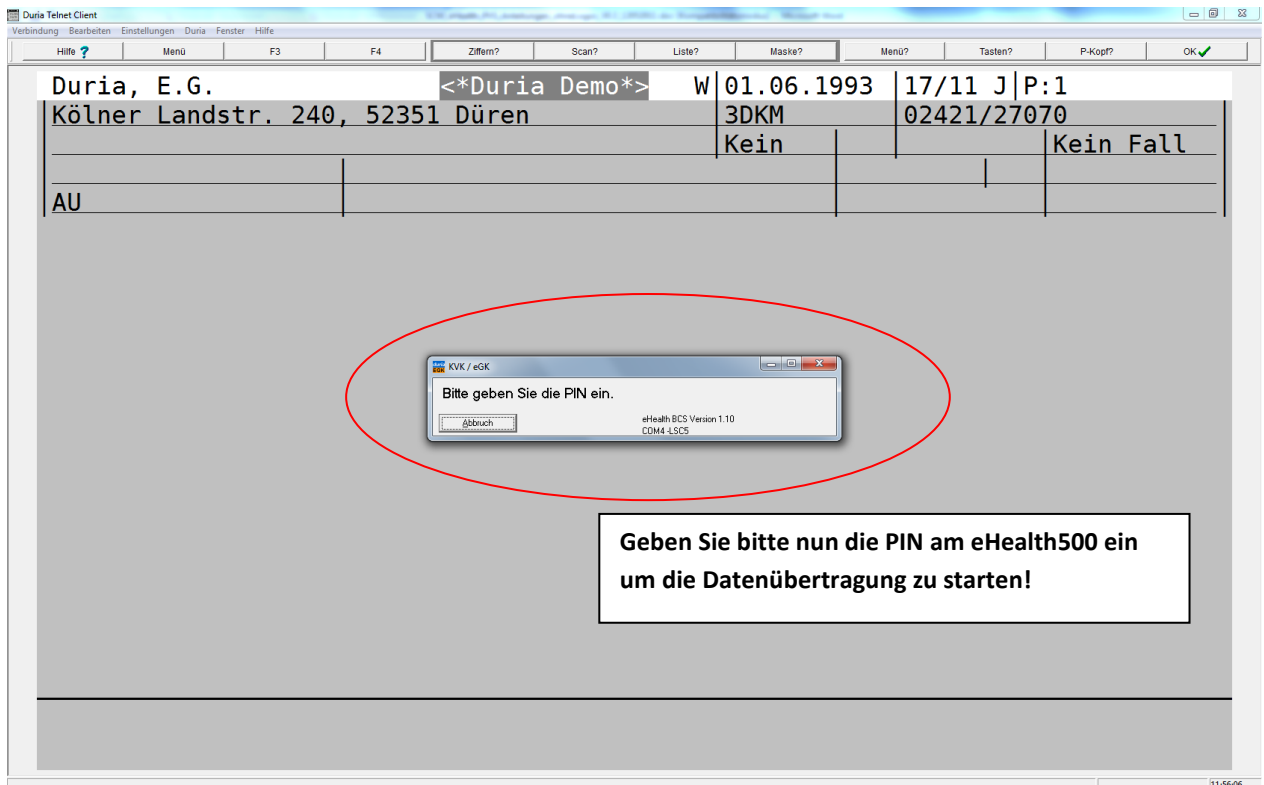 Duria Telnet Client
Verbindung Bearbeiten Einstellungen Duria Fenster Hilfe
Hilfe ? Menü F3 F4 Ziffern? Scan? Liste? Maske? Menü? Tasten? P-Kopf? OK
Duria, E.G. <*Duria Demo*> W 01.06.1993 17/11 J P:1
Kölner Landstr. 240, 52351 Düren 3DKM 02421/27070
Kein Kein Fall
AU
KVK / eGK
Bitte geben Sie die PIN ein.
Abbruch
eHealth BCS Version 1.10
COM4 -LSC5
Geben Sie bitte nun die PIN am eHealth500 ein
um die Datenübertragung zu starten!
11:56:06